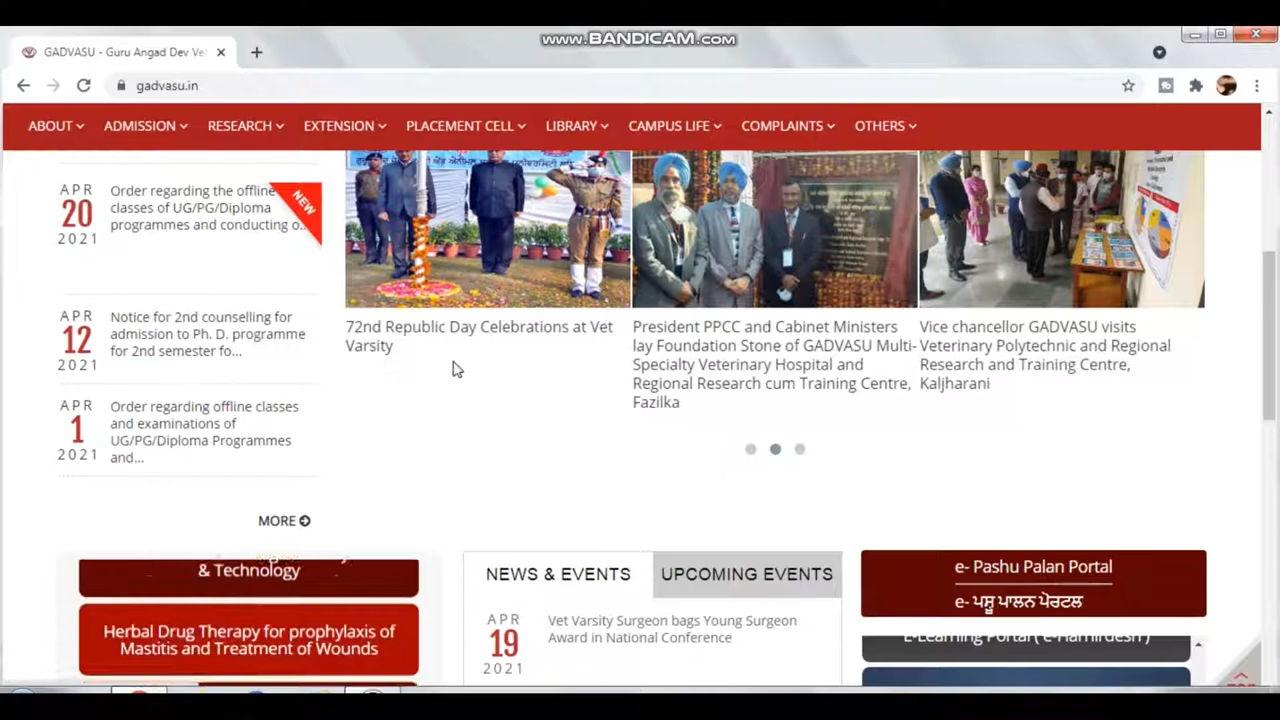 www.BANDICAM.com
GADVASU - Guru Angad Dev Ve
gadvasu.in
ABOUT ADMISSION RESEARCH EXTENSION PLACEMENT CELL LIBRARY CAMPUS LIFE COMPLAINTS OTHERS
APR
20
2021
Order regarding the offline
classes of UG/PG/Diploma
programmes and conducting o...
NEW
APR
12
2021
Notice for 2nd counselling for
admission to Ph. D. programme
for 2nd semester fo...
APR
1
2021
Order regarding offline classes
and examinations of
UG/PG/Diploma Programmes
and...
MORE
72nd Republic Day Celebrations at Vet
Varsity
President PPCC and Cabinet Ministers
lay Foundation Stone of GADVASU Multi-
Specialty Veterinary Hospital and
Regional Research cum Training Centre,
Fazilka
Vice chancellor GADVASU visits
Veterinary Polytechnic and Regional
Research and Training Centre,
Kaljharani
& Technology
Herbal Drug Therapy for prophylaxis of
Mastitis and Treatment of Wounds
NEWS & EVENTS
UPCOMING EVENTS
APR
19
2021
Vet Varsity Surgeon bags Young Surgeon
Award in National Conference
e- Pashu Palan Portal
e- ਪਸ਼ੂ ਪਾਲਨ ਪੋਰਟਲ
E-Learning Portal
TOP